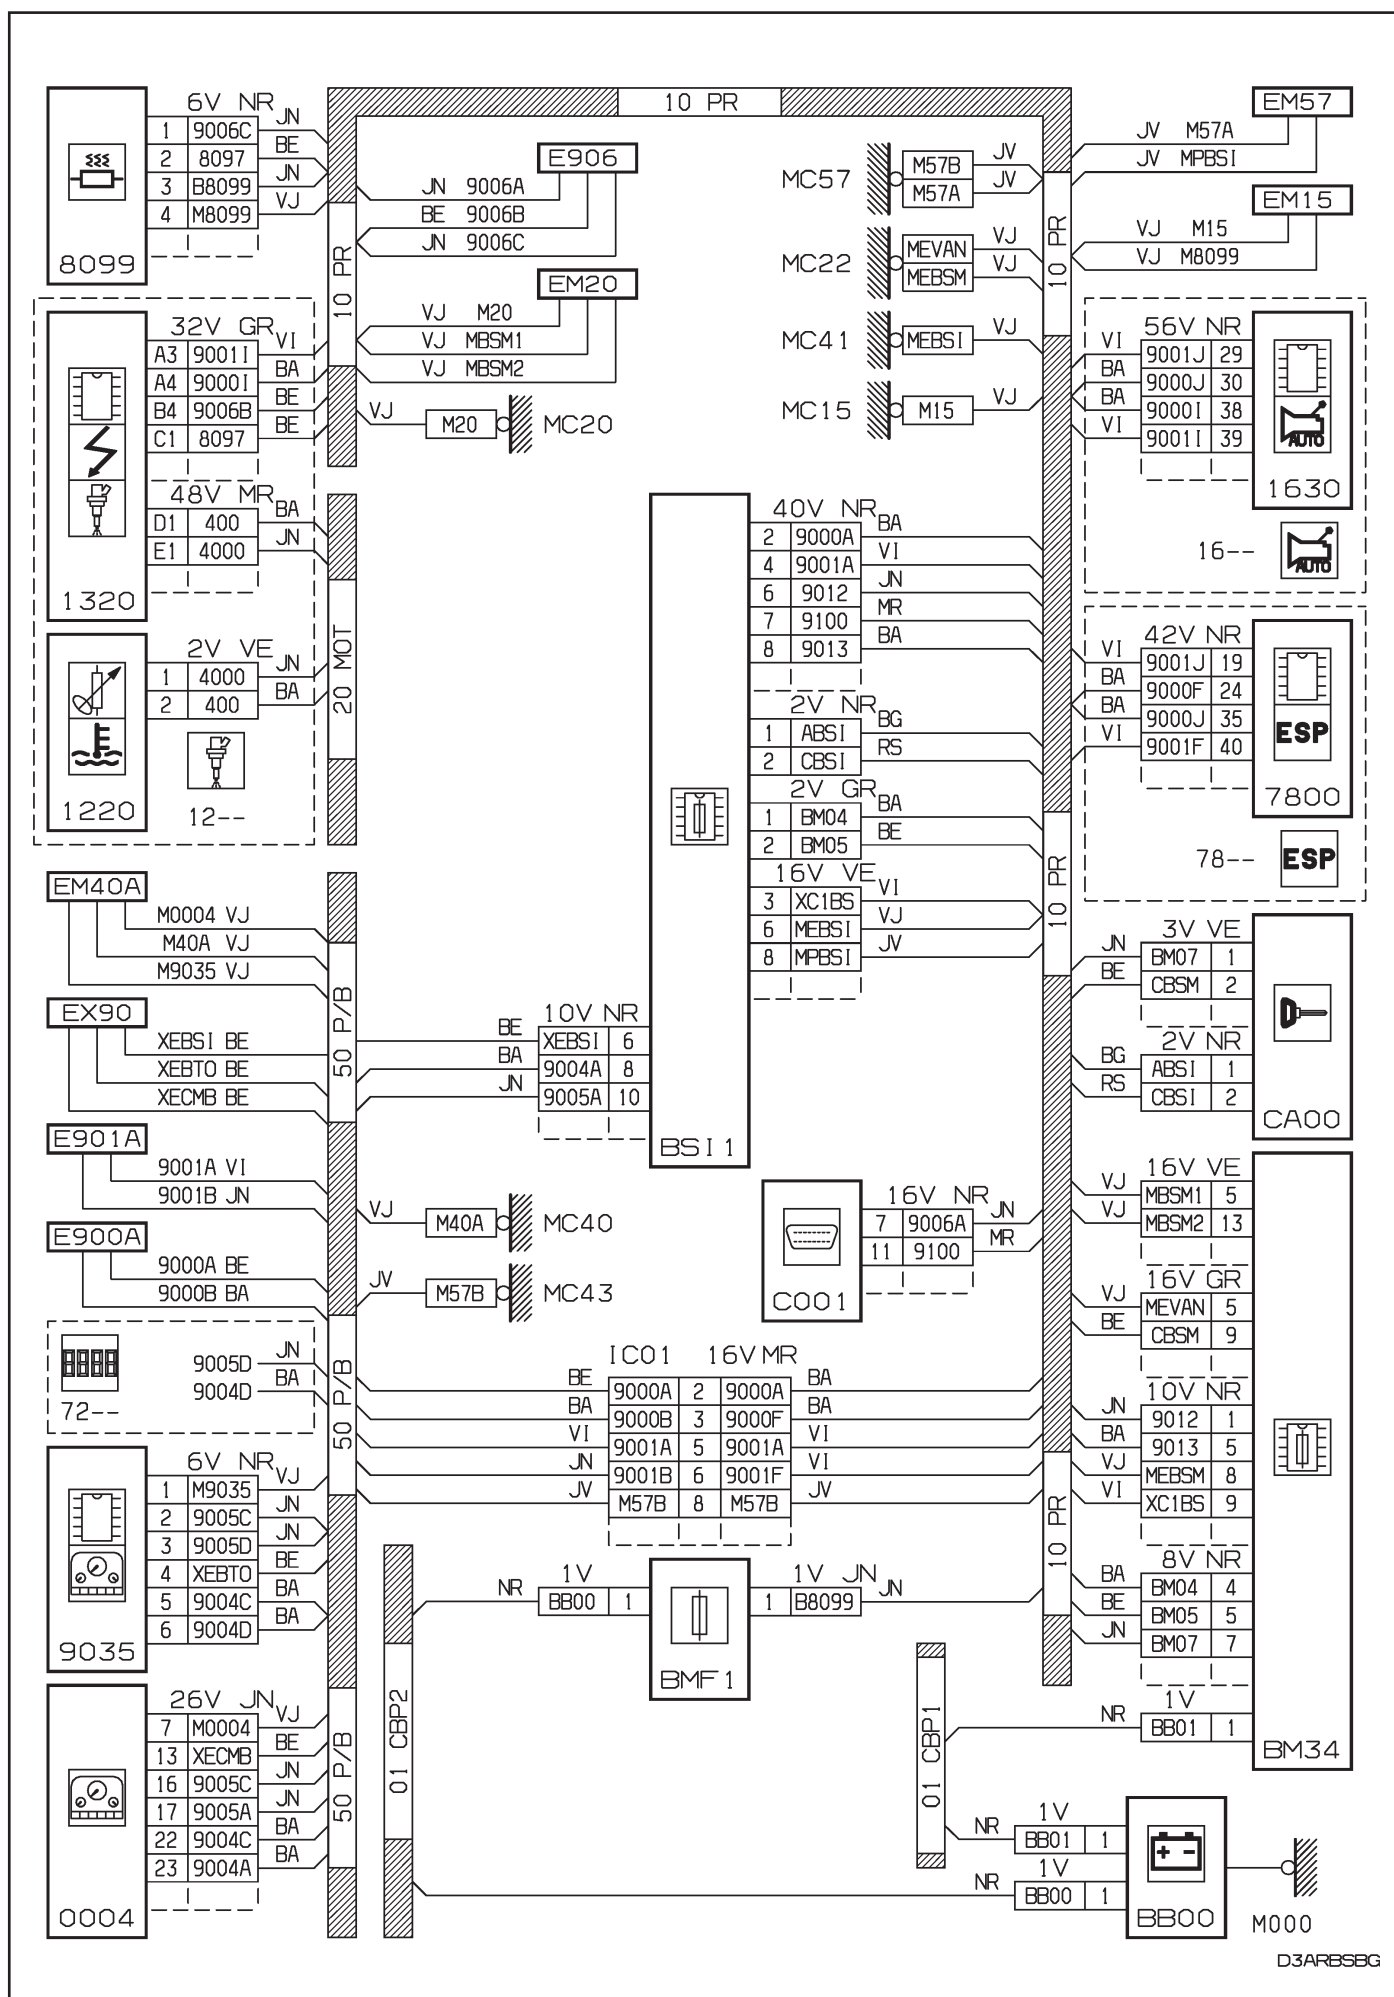 10 PR
6V NR
1 9006C JN
2 8097 BE
3 B8099 JN
4 M8099 VJ
8099
10 PR
E906
JN 9006A
BE 9006B
JN 9006C
EM20
VJ M20
VJ MBSM1
VJ MBSM2
VJ M20 MC20
32V GR
A3 9001I VI
A4 9000I BA
B4 9006B BE
C1 8097 BE
48V MR
D1 400 BA
E1 4000 JN
1320
20 MOT
2V VE
1 4000 JN
2 400 BA
1220
12--
EM57
JV M57A
JV MPBSI
EM15
VJ M15
VJ M8099
MC57
M57B JV
M57A JV
10 PR
MC22
MEVAN VJ
MEBSM VJ
MC41 MEBSI VJ
MC15 M15 VJ
56V NR
VI 9001J 29
BA 9000J 30
BA 9000I 38
VI 9001I 39
AUTO
1630
16--
AUTO
42V NR
VI 9001J 19
BA 9000F 24
BA 9000J 35
VI 9001F 40
ESP
7800
78--
ESP
40V NR
2 9000A BA
4 9001A VI
6 9012 JN
7 9100 MR
8 9013 BA
2V NR
1 ABSI BG
2 CBSI RS
2V GR
1 BM04 BA
2 BM05 BE
16V VE
3 XC1BS VI
6 MEBSI VJ
8 MPBSI JV
10V NR
BE XEBSI 6
BA 9004A 8
JN 9005A 10
BSI1
10 PR
EM40A
M0004 VJ
M40A VJ
M9035 VJ
EX90
XEBSI BE
XEBTO BE
XECMB BE
50 P/B
E901A
9001A VI
9001B JN
E900A
9000A BE
9000B BA
VJ M40A MC40
JV M57B MC43
72--
9005D JN
9004D BA
50 P/B
3V VE
JN BM07 1
BE CBSM 2
2V NR
BG ABSI 1
RS CBSI 2
CA00
16V NR
7 9006A JN
11 9100 MR
C001
IC01 16V MR
BE 9000A 2 9000A BA
BA 9000B 3 9000F BA
VI 9001A 5 9001A VI
JN 9001B 6 9001F VI
JV M57B 8 M57B JV
16V VE
VJ MBSM1 5
VJ MBSM2 13
16V GR
VJ MEVAN 5
BE CBSM 9
10V NR
JN 9012 1
BA 9013 5
VJ MEBSM 8
VI XC1BS 9
8V NR
BA BM04 4
BE BM05 5
JN BM07 7
1V
NR BB01 1
BM34
10 PR
6V NR
1 M9035 VJ
2 9005C JN
3 9005D JN
4 XEBTO BE
5 9004C BA
6 9004D BA
9035
1V
NR BB00 1
BMF1
1V JN
1 B8099 JN
26V JN
7 M0004 VJ
13 XECMB BE
16 9005C JN
17 9005A JN
22 9004C BA
23 9004A BA
0004
50 P/B
01 CBP2
01 CBP1
1V
NR BB01 1
1V
NR BB00 1
BB00
M000
D3ARBSBG